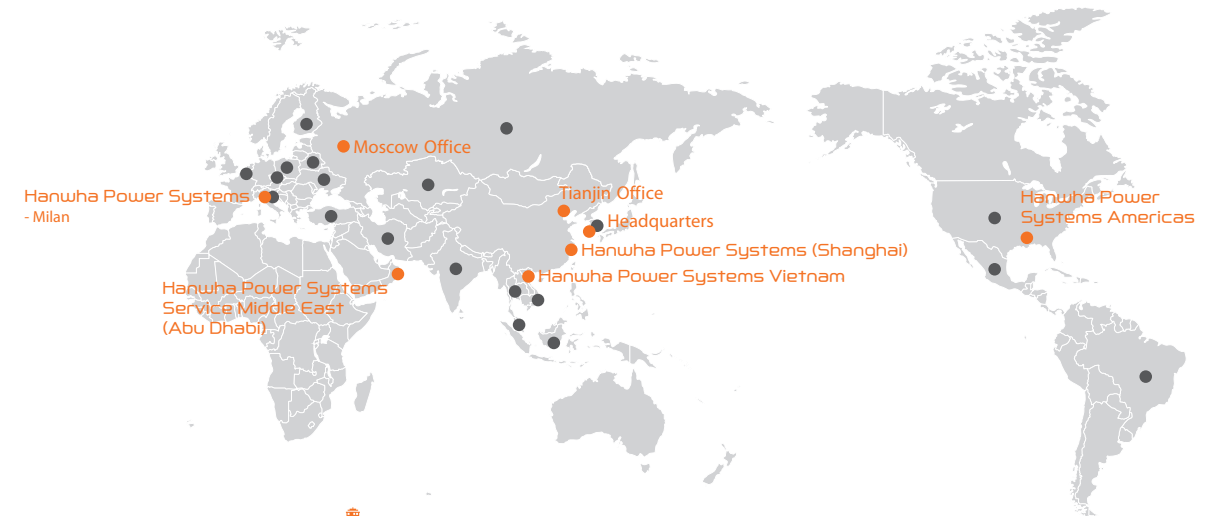 Moscow Office
Hanwha Power Systems
- Milan
Tianjin Office
Headquarters
Hanwha Power Systems (Shanghai)
Hanwha Power Systems Vietnam
Hanwha Power Systems
Service Middle East
(Abu Dhabi)
Hanwha Power
Systems Americas